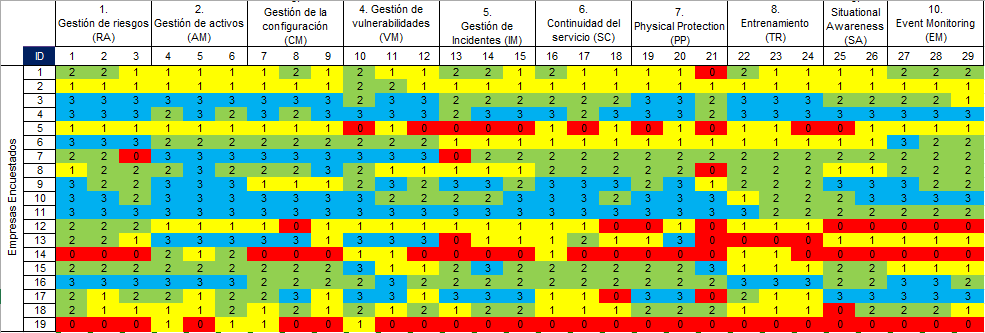 1. Gestión de riesgos (RA)
2. Gestión de activos (AM)
Gestión de la configuración (CM)
4. Gestión de vulnerabilidades (VM)
5. Gestión de Incidentes (IM)
6. Continuidad del servicio (SC)
7. Physical Protection (PP)
8. Entrenamiento (TR)
Situational Awareness (SA)
10. Event Monitoring (EM)
ID 1 2 3 4 5 6 7 8 9 10 11 12 13 14 15 16 17 18 19 20 21 22 23 24 25 26 27 28 29
Empresas Encuestados
1 2 2 1 1 1 1 1 2 1 2 1 1 2 2 1 2 1 1 1 1 0 2 1 1 1 1 2 2 2
2 1 1 1 1 1 1 1 1 1 2 2 1 1 1 1 1 1 1 1 1 1 1 1 1 1 1 1 1 1
3 3 3 3 3 3 3 3 3 3 2 3 3 2 2 2 2 2 2 3 3 2 3 3 3 2 2 2 2 1
4 3 3 3 2 3 2 3 2 3 3 3 3 2 3 3 3 3 3 3 3 2 3 3 3 2 2 3 3 3
5 1 1 1 1 1 1 1 1 1 0 1 0 0 0 0 1 0 1 0 1 0 1 1 0 0 1 1 1 1
6 3 3 3 2 2 2 2 2 2 2 2 2 1 1 1 1 1 1 1 1 1 1 1 1 1 1 3 2 2
7 2 2 0 3 3 3 3 3 3 3 3 3 0 2 2 2 2 2 2 2 2 2 2 2 2 2 2 2 2
8 1 2 2 2 3 2 2 2 3 2 1 1 1 1 1 2 2 2 2 2 0 2 2 2 1 1 2 2 2
9 3 2 2 3 3 3 1 1 1 2 3 2 3 3 2 3 3 3 2 3 1 2 2 2 3 3 2 2 2
10 3 2 2 3 3 3 3 3 3 3 2 2 3 2 2 3 2 2 3 3 3 1 2 2 3 3 3 3 3
11 3 3 3 3 3 3 3 3 3 3 3 3 3 3 3 3 3 3 3 3 3 3 2 2 2 2 2 2 2
12 2 2 2 1 1 1 1 0 1 1 1 1 1 1 1 1 1 0 0 1 0 1 1 1 0 0 0 0 0
13 2 2 1 3 3 3 3 3 1 3 3 3 0 1 1 1 2 1 1 3 0 0 0 0 1 1 1 1 1
14 0 0 0 2 1 2 0 0 0 1 1 0 0 0 0 0 0 0 0 0 0 1 1 0 0 0 0 0 0
15 2 2 2 2 2 2 2 2 2 3 1 1 2 3 2 2 2 2 2 2 3 1 1 1 2 2 1 1 1
16 3 3 3 3 3 3 2 2 2 2 3 2 2 2 2 2 2 2 2 2 2 1 1 1 2 2 2 2 2
17 2 1 2 2 1 2 2 3 1 3 3 1 3 3 3 1 1 0 3 3 0 2 1 1 2 2 3 3 3
18 2 1 1 1 1 2 1 2 1 2 1 1 2 2 2 1 1 2 2 2 2 1 1 1 0 2 2 2 2
19 0 0 0 1 0 1 1 0 0 1 0 0 0 0 0 0 0 0 0 0 0 0 0 0 0 0 0 0 0